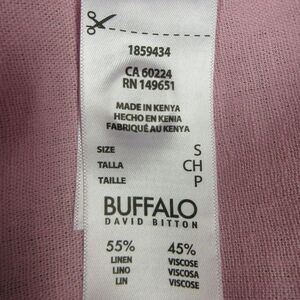 1859434
CA 60224
RN 149651
MADE IN KENYA
HECHO EN KENIA
FABRIQUÉ AU KENYA
SIZE S
TALLA CH
TAILLE P
BUFFALO
DAVID BITTON
55% 45%
LINEN VISCOSE
LINO VISCOSA
LIN VISCOSE